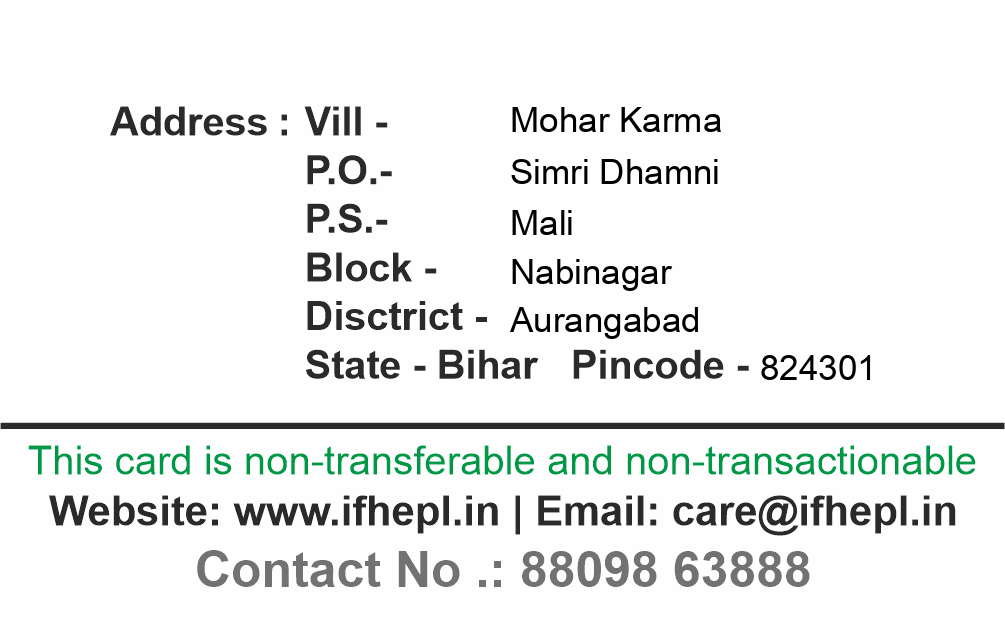 Address : Vill - Mohar Karma
P.O.- Simri Dhamni
P.S.- Mali
Block - Nabinagar
Disctrict - Aurangabad
State - Bihar Pincode - 824301
This card is non-transferable and non-transactionable
Website: www.ifhepl.in | Email: care@ifhepl.in
Contact No .: 88098 63888